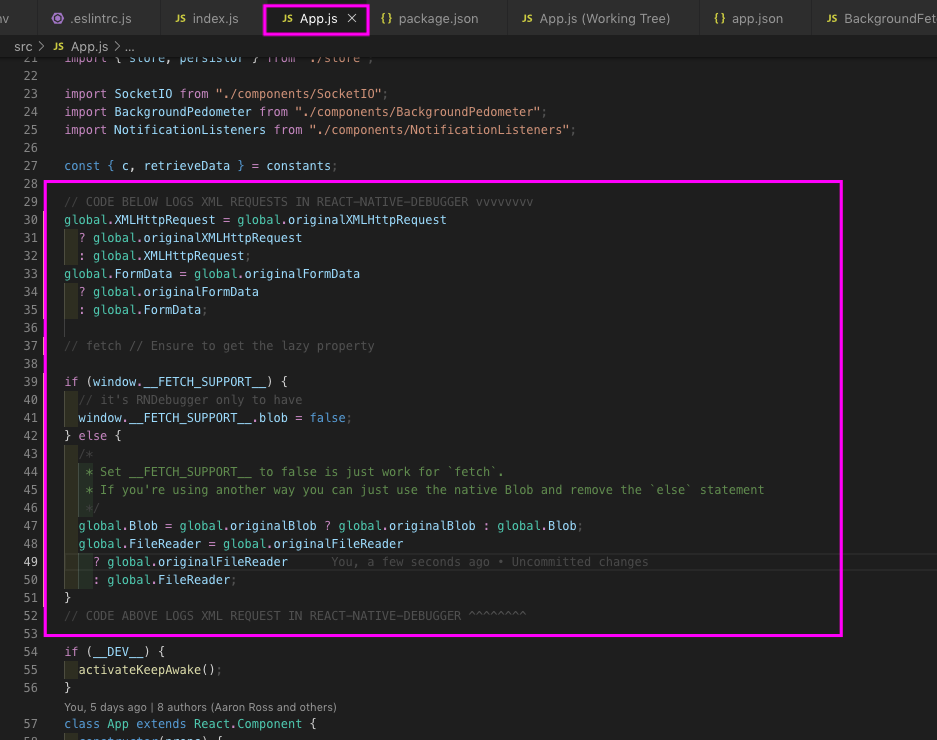 nv .eslintrc.js JS index.js JS App.js × {} package.json JS App.js (Working Tree) {} app.json JS BackgroundFet
src > JS App.js > ...
21 import { store, persistor } from "./store";
22
23 import SocketIO from "./components/SocketIO";
24 import BackgroundPedometer from "./components/BackgroundPedometer";
25 import NotificationListeners from "./components/NotificationListeners";
26
27 const { c, retrieveData } = constants;
28
29 // CODE BELOW LOGS XML REQUESTS IN REACT-NATIVE-DEBUGGER vvvvvvvv
30 global.XMLHttpRequest = global.originalXMLHttpRequest
31 ? global.originalXMLHttpRequest
32 : global.XMLHttpRequest;
33 global.FormData = global.originalFormData
34 ? global.originalFormData
35 : global.FormData;
36
37 // fetch // Ensure to get the lazy property
38
39 if (window.__FETCH_SUPPORT__) {
40 // it's RNDebugger only to have
41 window.__FETCH_SUPPORT__.blob = false;
42 } else {
43 /*
44 * Set __FETCH_SUPPORT__ to false is just work for `fetch`.
45 * If you're using another way you can just use the native Blob and remove the `else` statement
46 */
47 global.Blob = global.originalBlob ? global.originalBlob : global.Blob;
48 global.FileReader = global.originalFileReader
49 ? global.originalFileReader You, a few seconds ago • Uncommitted changes
50 : global.FileReader;
51 }
52 // CODE ABOVE LOGS XML REQUEST IN REACT-NATIVE-DEBUGGER ^^^^^^^^
53
54 if (__DEV__) {
55 activateKeepAwake();
56 }
You, 5 days ago | 8 authors (Aaron Ross and others)
57 class App extends React.Component {
58 constructor(props) {